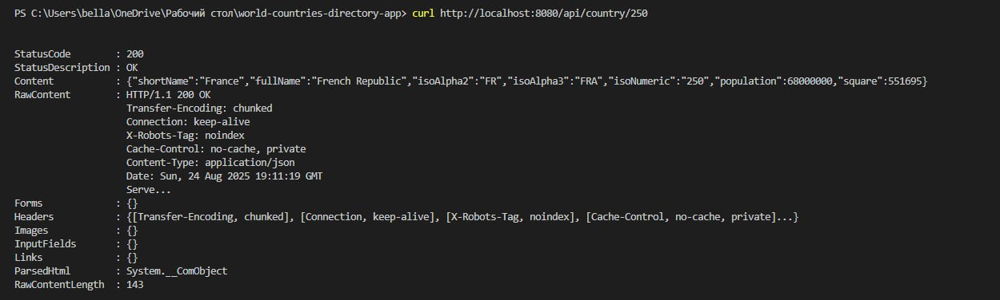 PS C:\Users\bella\OneDrive\Рабочий стол\world-countries-directory-app> curl http://localhost:8080/api/country/250
StatusCode        : 200
StatusDescription : OK
Content           : {"shortName":"France","fullName":"French Republic","isoAlpha2":"FR","isoAlpha3":"FRA","isoNumeric":"250","population":68000000,"square":551695}
RawContent        : HTTP/1.1 200 OK
                    Transfer-Encoding: chunked
                    Connection: keep-alive
                    X-Robots-Tag: noindex
                    Cache-Control: no-cache, private
                    Content-Type: application/json
                    Date: Sun, 24 Aug 2025 19:11:19 GMT
                    Serve...
Forms             : {}
Headers           : {[Transfer-Encoding, chunked], [Connection, keep-alive], [X-Robots-Tag, noindex], [Cache-Control, no-cache, private]...}
Images            : {}
InputFields       : {}
Links             : {}
ParsedHtml        : System.__ComObject
RawContentLength  : 143